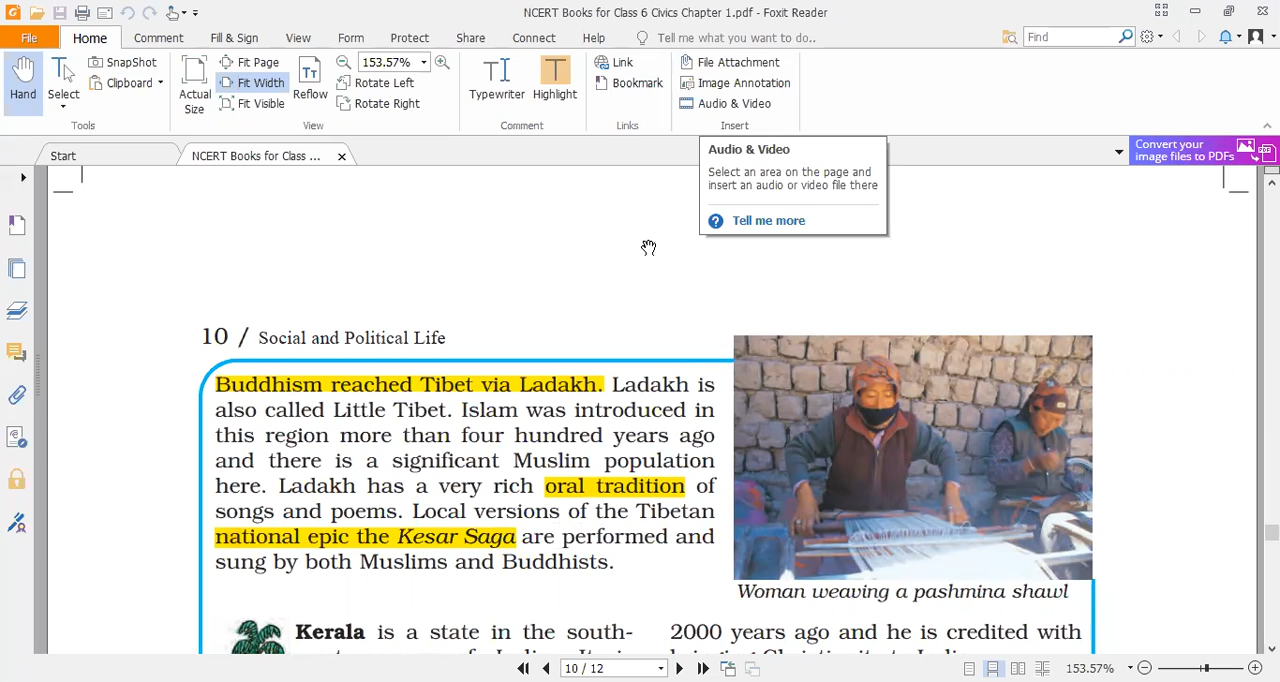 NCERT Books for Class 6 Civics Chapter 1.pdf - Foxit Reader
File Home Comment Fill & Sign View Form Protect Share Connect Help Tell me what you want to do.. Find
Hand
Select
SnapShot
Clipboard
Tools
Actual Size
Fit Page
Fit Width
Fit Visible
Reflow
153.57%
Rotate Left
Rotate Right
View
Typewriter
Highlight
Comment
Link
Bookmark
Links
File Attachment
Image Annotation
Audio & Video
Insert
Start
NCERT Books for Class ...
Audio & Video
Select an area on the page and
insert an audio or video file there
Tell me more
Convert your
image files to PDFs
PDF
10 / Social and Political Life
Buddhism reached Tibet via Ladakh. Ladakh is
also called Little Tibet. Islam was introduced in
this region more than four hundred years ago
and there is a significant Muslim population
here. Ladakh has a very rich oral tradition of
songs and poems. Local versions of the Tibetan
national epic the Kesar Saga are performed and
sung by both Muslims and Buddhists.
Woman weaving a pashmina shawl
Kerala is a state in the south-
2000 years ago and he is credited with
10 / 12
153.57%